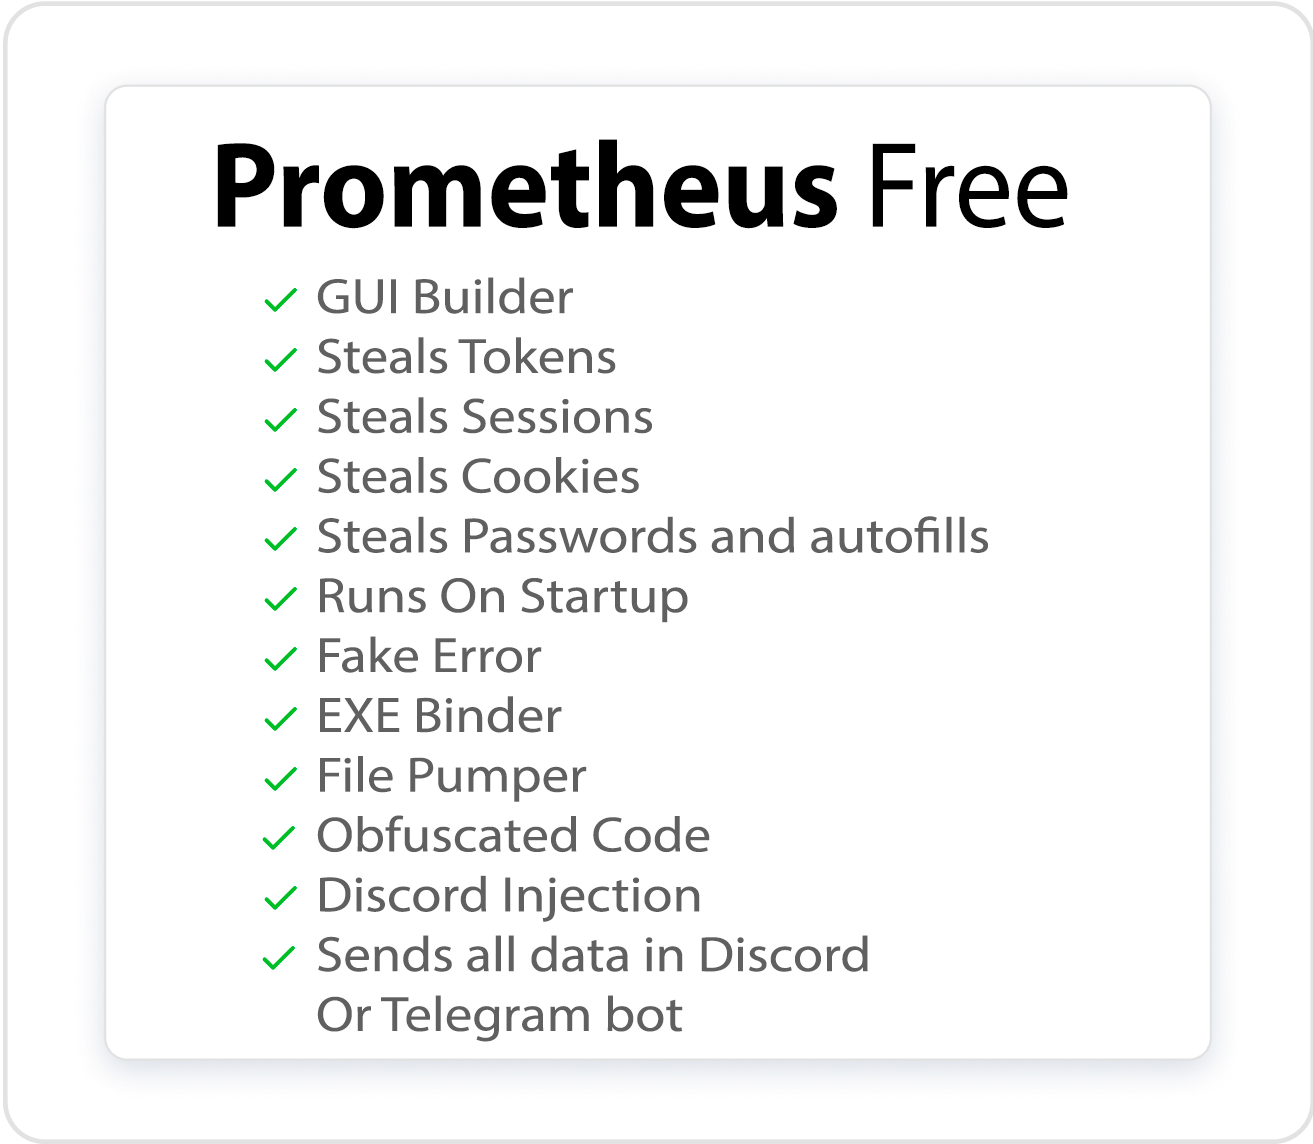 Prometheus Free
GUI Builder
Steals Tokens
Steals Sessions
Steals Cookies
Steals Passwords and autofills
Runs On Startup
Fake Error
EXE Binder
File Pumper
Obfuscated Code
Discord Injection
Sends all data in Discord
Or Telegram bot